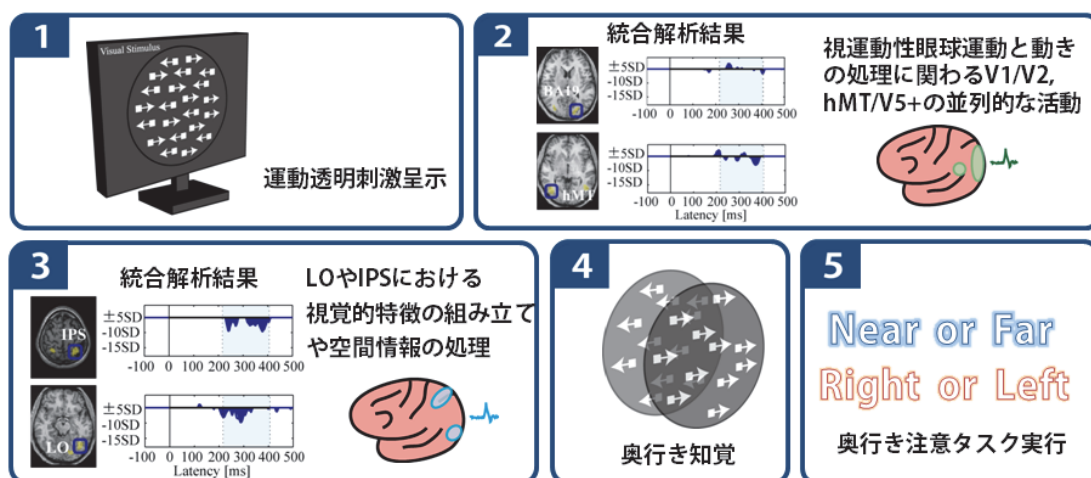 1
Visual Stimulus
運動透明刺激呈示
2
統合解析結果
BA19
±5SD
-10SD
-15SD
-100 0 100 200 300 400 500
hMT
±5SD
-10SD
-15SD
-100 0 100 200 300 400 500
Latency [ms]
視運動性眼球運動と動き
の処理に関わるV1/V2,
hMT/V5+の並列的な活動
3
統合解析結果
IPS
±5SD
-10SD
-15SD
-100 0 100 200 300 400 500
LO
±5SD
-10SD
-15SD
-100 0 100 200 300 400 500
Latency [ms]
LOやIPSにおける
視覚的特徴の組み立て
や空間情報の処理
4
奥行き知覚
5
Near or Far
Right or Left
奥行き注意タスク実行